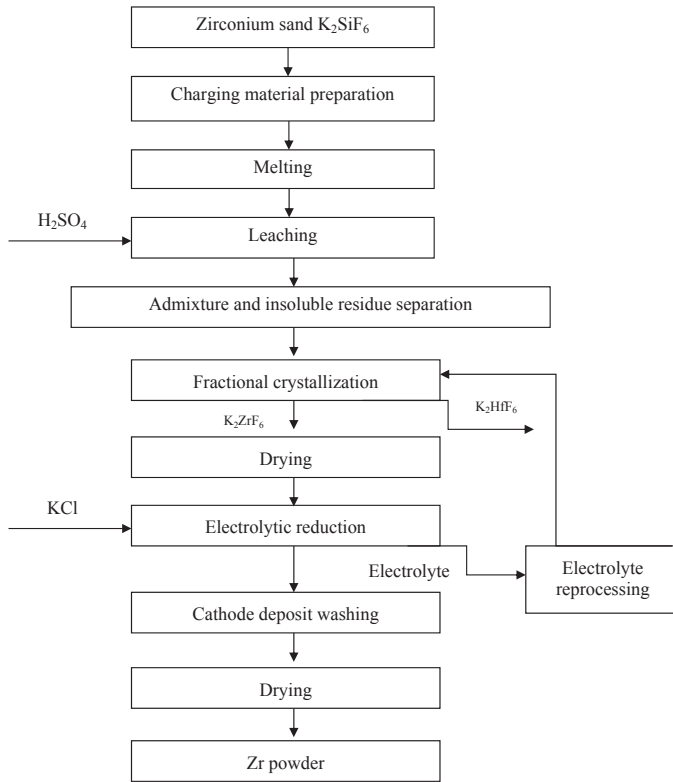 Zirconium sand K₂SiF₆
Charging material preparation
Melting
H₂SO₄
Leaching
Admixture and insoluble residue separation
Fractional crystallization
K₂ZrF₆
K₂HfF₆
Drying
KCl
Electrolytic reduction
Electrolyte
Electrolyte
reprocessing
Cathode deposit washing
Drying
Zr powder